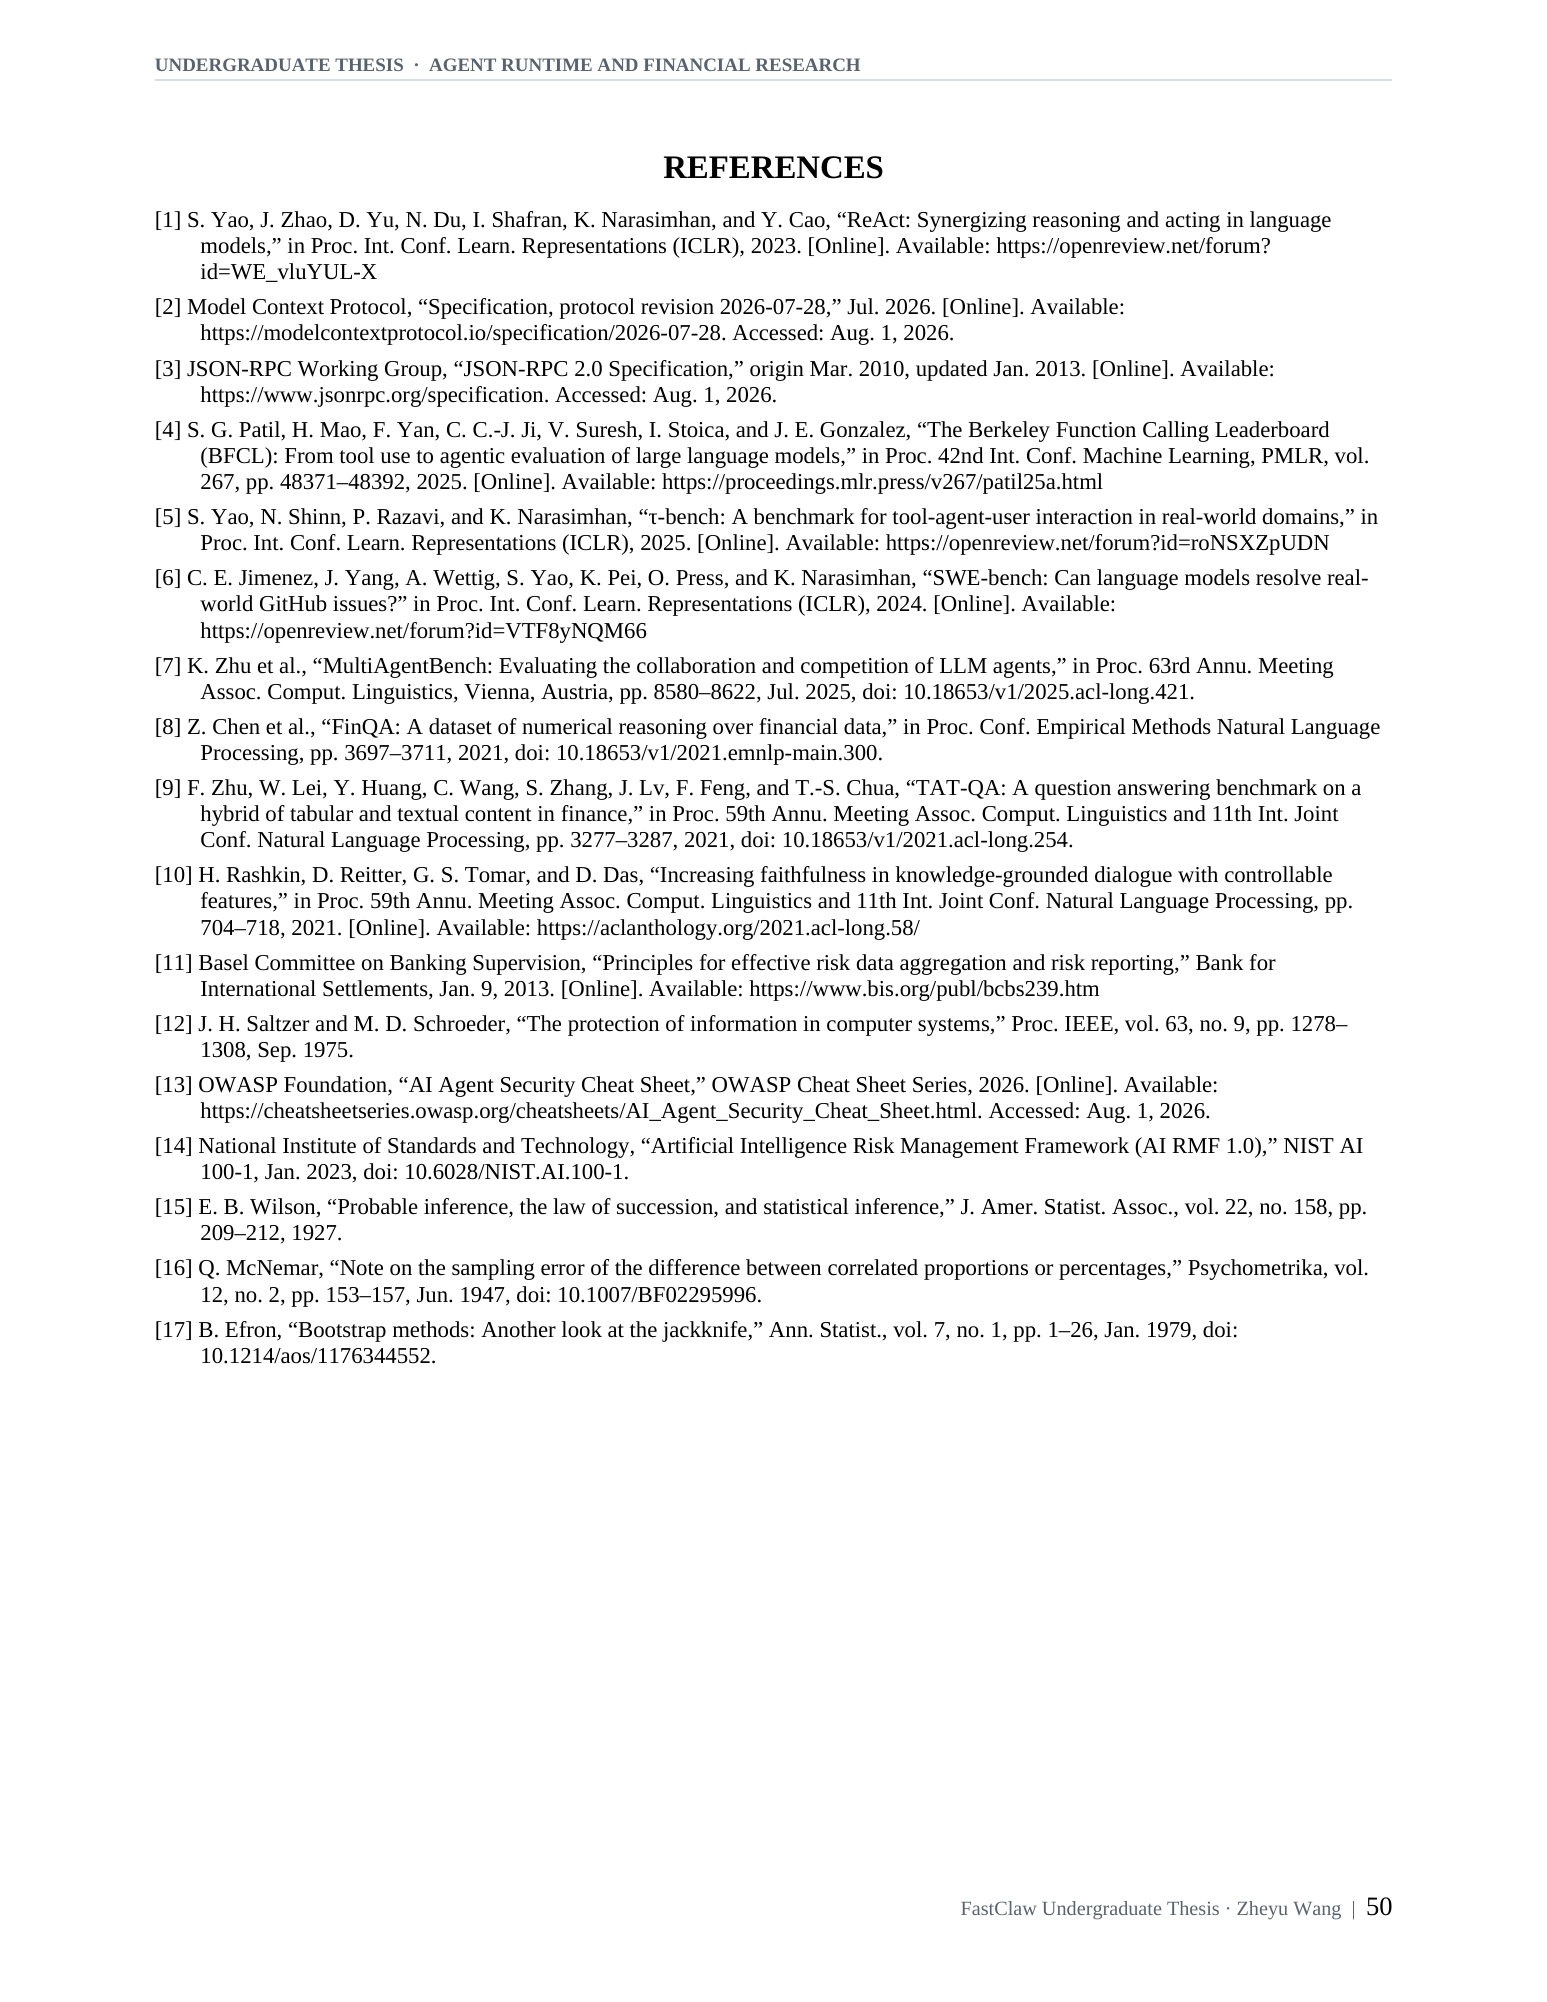 UNDERGRADUATE THESIS · AGENT RUNTIME AND FINANCIAL RESEARCH
REFERENCES
[1] S. Yao, J. Zhao, D. Yu, N. Du, I. Shafran, K. Narasimhan, and Y. Cao, “ReAct: Synergizing reasoning and acting in language
models,” in Proc. Int. Conf. Learn. Representations (ICLR), 2023. [Online]. Available: https://openreview.net/forum?
id=WE_vluYUL-X
[2] Model Context Protocol, “Specification, protocol revision 2026-07-28,” Jul. 2026. [Online]. Available:
https://modelcontextprotocol.io/specification/2026-07-28. Accessed: Aug. 1, 2026.
[3] JSON-RPC Working Group, “JSON-RPC 2.0 Specification,” origin Mar. 2010, updated Jan. 2013. [Online]. Available:
https://www.jsonrpc.org/specification. Accessed: Aug. 1, 2026.
[4] S. G. Patil, H. Mao, F. Yan, C. C.-J. Ji, V. Suresh, I. Stoica, and J. E. Gonzalez, “The Berkeley Function Calling Leaderboard
(BFCL): From tool use to agentic evaluation of large language models,” in Proc. 42nd Int. Conf. Machine Learning, PMLR, vol.
267, pp. 48371–48392, 2025. [Online]. Available: https://proceedings.mlr.press/v267/patil25a.html
[5] S. Yao, N. Shinn, P. Razavi, and K. Narasimhan, “τ-bench: A benchmark for tool-agent-user interaction in real-world domains,” in
Proc. Int. Conf. Learn. Representations (ICLR), 2025. [Online]. Available: https://openreview.net/forum?id=roNSXZpUDN
[6] C. E. Jimenez, J. Yang, A. Wettig, S. Yao, K. Pei, O. Press, and K. Narasimhan, “SWE-bench: Can language models resolve real-
world GitHub issues?” in Proc. Int. Conf. Learn. Representations (ICLR), 2024. [Online]. Available:
https://openreview.net/forum?id=VTF8yNQM66
[7] K. Zhu et al., “MultiAgentBench: Evaluating the collaboration and competition of LLM agents,” in Proc. 63rd Annu. Meeting
Assoc. Comput. Linguistics, Vienna, Austria, pp. 8580–8622, Jul. 2025, doi: 10.18653/v1/2025.acl-long.421.
[8] Z. Chen et al., “FinQA: A dataset of numerical reasoning over financial data,” in Proc. Conf. Empirical Methods Natural Language
Processing, pp. 3697–3711, 2021, doi: 10.18653/v1/2021.emnlp-main.300.
[9] F. Zhu, W. Lei, Y. Huang, C. Wang, S. Zhang, J. Lv, F. Feng, and T.-S. Chua, “TAT-QA: A question answering benchmark on a
hybrid of tabular and textual content in finance,” in Proc. 59th Annu. Meeting Assoc. Comput. Linguistics and 11th Int. Joint
Conf. Natural Language Processing, pp. 3277–3287, 2021, doi: 10.18653/v1/2021.acl-long.254.
[10] H. Rashkin, D. Reitter, G. S. Tomar, and D. Das, “Increasing faithfulness in knowledge-grounded dialogue with controllable
features,” in Proc. 59th Annu. Meeting Assoc. Comput. Linguistics and 11th Int. Joint Conf. Natural Language Processing, pp.
704–718, 2021. [Online]. Available: https://aclanthology.org/2021.acl-long.58/
[11] Basel Committee on Banking Supervision, “Principles for effective risk data aggregation and risk reporting,” Bank for
International Settlements, Jan. 9, 2013. [Online]. Available: https://www.bis.org/publ/bcbs239.htm
[12] J. H. Saltzer and M. D. Schroeder, “The protection of information in computer systems,” Proc. IEEE, vol. 63, no. 9, pp. 1278–
1308, Sep. 1975.
[13] OWASP Foundation, “AI Agent Security Cheat Sheet,” OWASP Cheat Sheet Series, 2026. [Online]. Available:
https://cheatsheetseries.owasp.org/cheatsheets/AI_Agent_Security_Cheat_Sheet.html. Accessed: Aug. 1, 2026.
[14] National Institute of Standards and Technology, “Artificial Intelligence Risk Management Framework (AI RMF 1.0),” NIST AI
100-1, Jan. 2023, doi: 10.6028/NIST.AI.100-1.
[15] E. B. Wilson, “Probable inference, the law of succession, and statistical inference,” J. Amer. Statist. Assoc., vol. 22, no. 158, pp.
209–212, 1927.
[16] Q. McNemar, “Note on the sampling error of the difference between correlated proportions or percentages,” Psychometrika, vol.
12, no. 2, pp. 153–157, Jun. 1947, doi: 10.1007/BF02295996.
[17] B. Efron, “Bootstrap methods: Another look at the jackknife,” Ann. Statist., vol. 7, no. 1, pp. 1–26, Jan. 1979, doi:
10.1214/aos/1176344552.
FastClaw Undergraduate Thesis · Zheyu Wang | 50